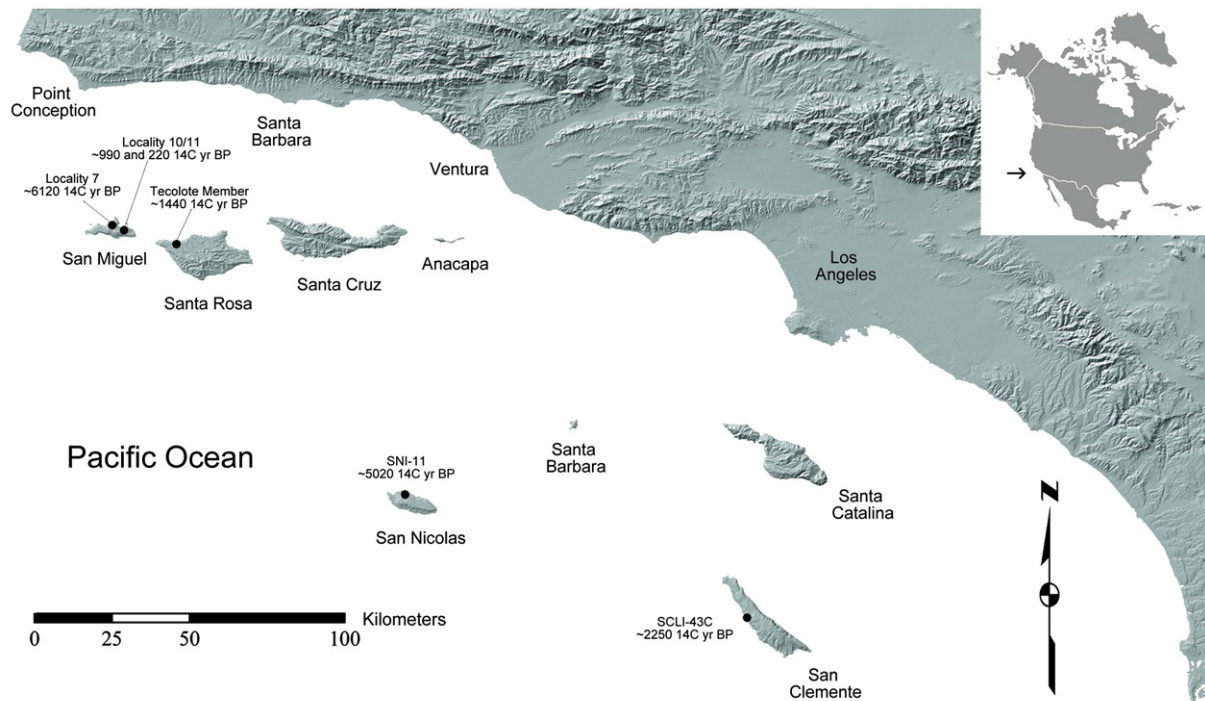 Point
Conception
Santa
Barbara
Ventura
Locality 10/11
~990 and 220 14C yr BP
Locality 7
~6120 14C yr BP
Tecolote Member
~1440 14C yr BP
San Miguel
Santa Rosa
Santa Cruz
Anacapa
Los
Angeles
Pacific Ocean
SNI-11
~5020 14C yr BP
San Nicolas
Santa
Barbara
Santa
Catalina
SCLI-43C
~2250 14C yr BP
San
Clemente
N
Kilometers
0 25 50 100